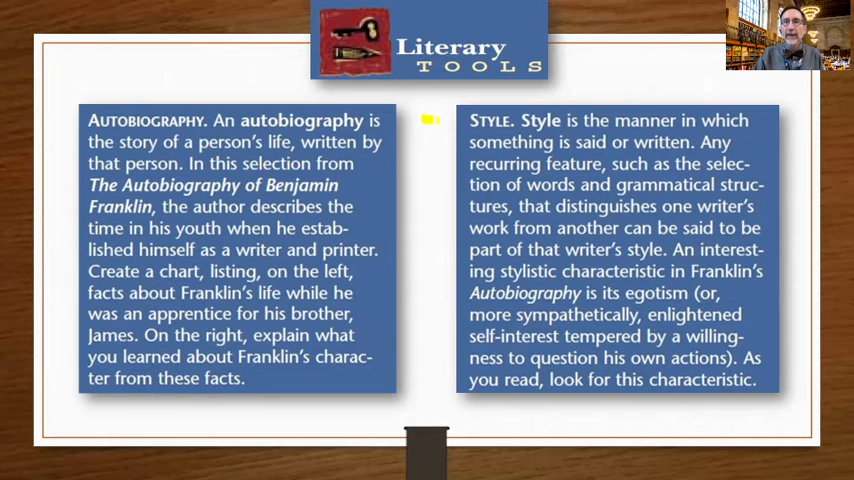 Literary
TOOLS
AUTOBIOGRAPHY. An autobiography is
the story of a person's life, written by
that person. In this selection from
The Autobiography of Benjamin
Franklin, the author describes the
time in his youth when he estab-
lished himself as a writer and printer.
Create a chart, listing, on the left,
facts about Franklin's life while he
was an apprentice for his brother,
James. On the right, explain what
you learned about Franklin's charac-
ter from these facts.
STYLE. Style is the manner in which
something is said or written. Any
recurring feature, such as the selec-
tion of words and grammatical struc-
tures, that distinguishes one writer's
work from another can be said to be
part of that writer's style. An interest-
ing stylistic characteristic in Franklin's
Autobiography is its egotism (or,
more sympathetically, enlightened
self-interest tempered by a willing-
ness to question his own actions). As
you read, look for this characteristic.